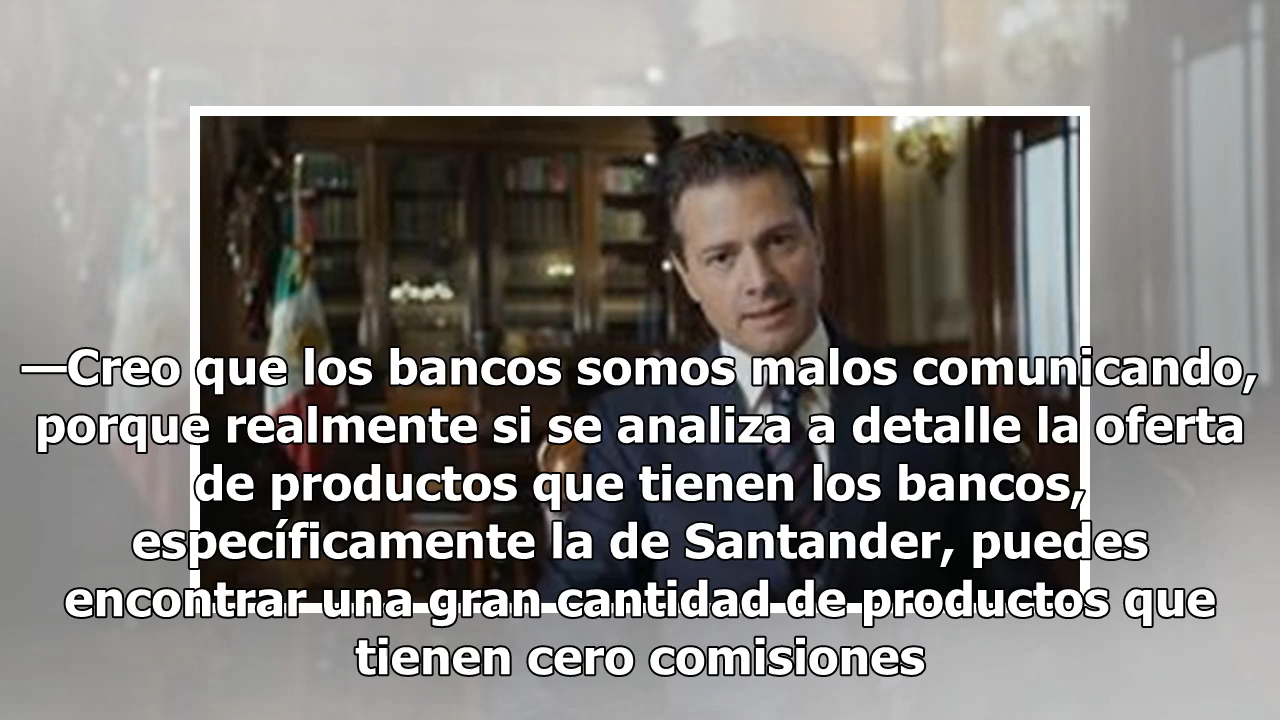 —Creo que los bancos somos malos comunicando,
porque realmente si se analiza a detalle la oferta
de productos que tienen los bancos,
específicamente la de Santander, puedes
encontrar una gran cantidad de productos que
tienen cero comisiones